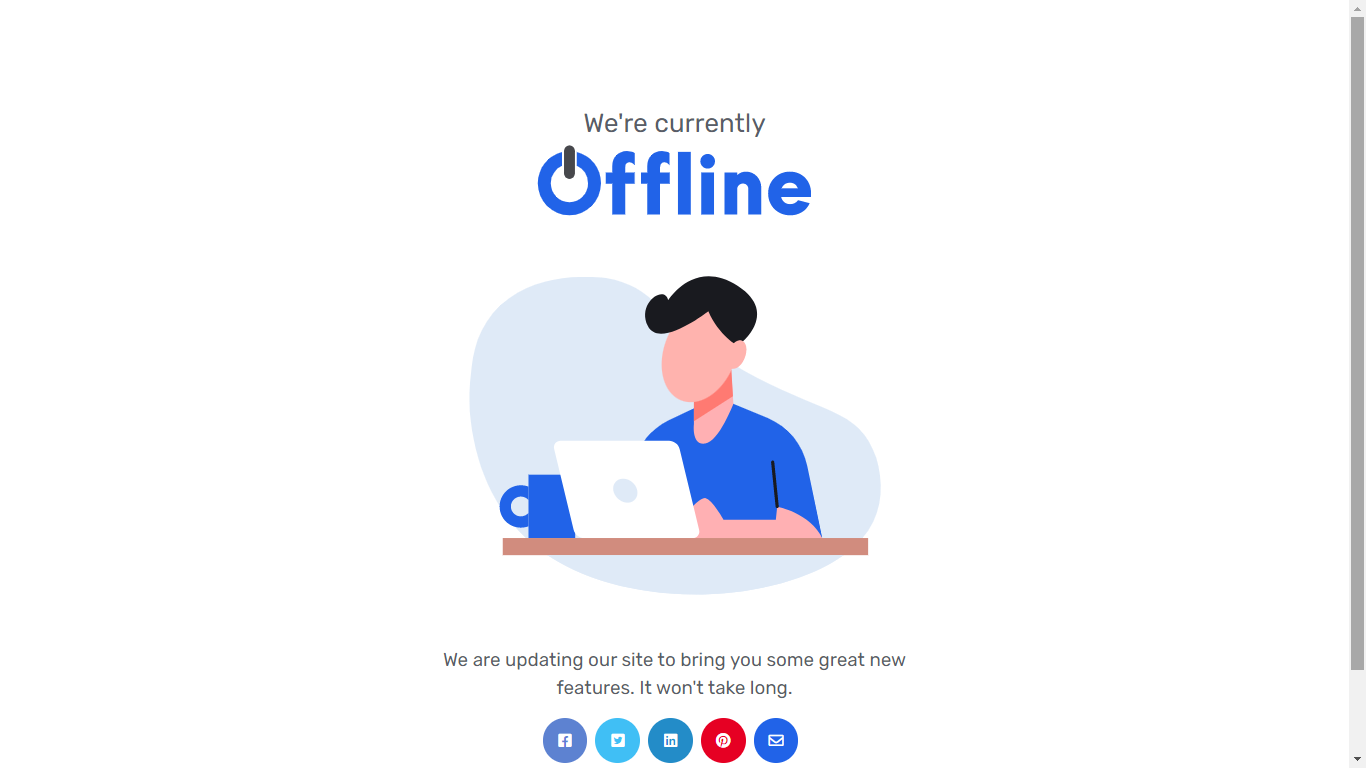 We're currently
Offline
We are updating our site to bring you some great new
features. It won't take long.